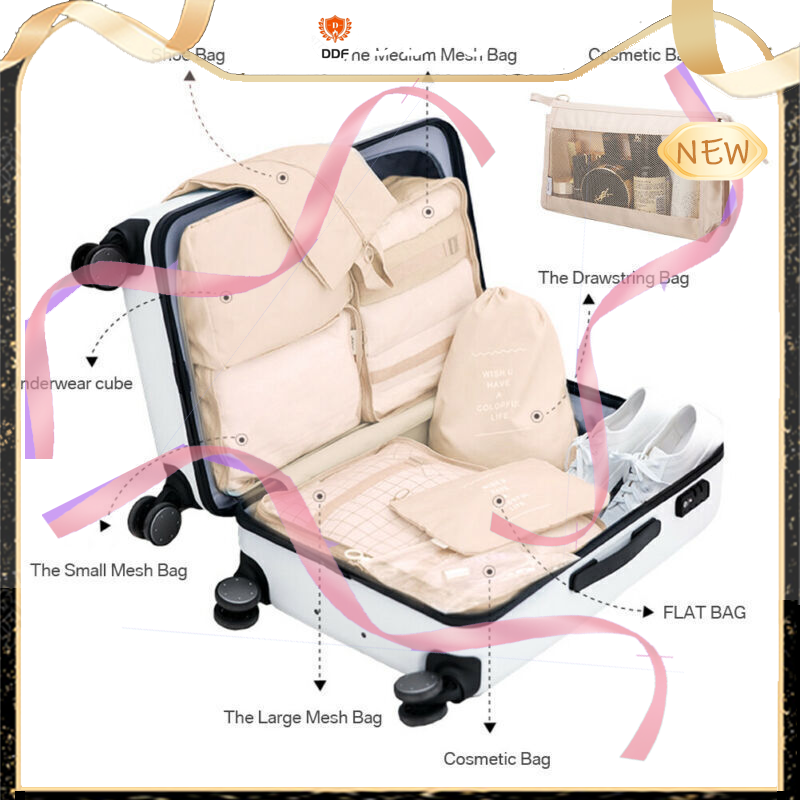 DDF
Shoe Bag
The Medium Mesh Bag
Cosmetic Ba
NEW
The Drawstring Bag
nderwear cube
WISH U
HAVE
A
COLORFUL
LIFE
The Small Mesh Bag
FLAT BAG
The Large Mesh Bag
Cosmetic Bag